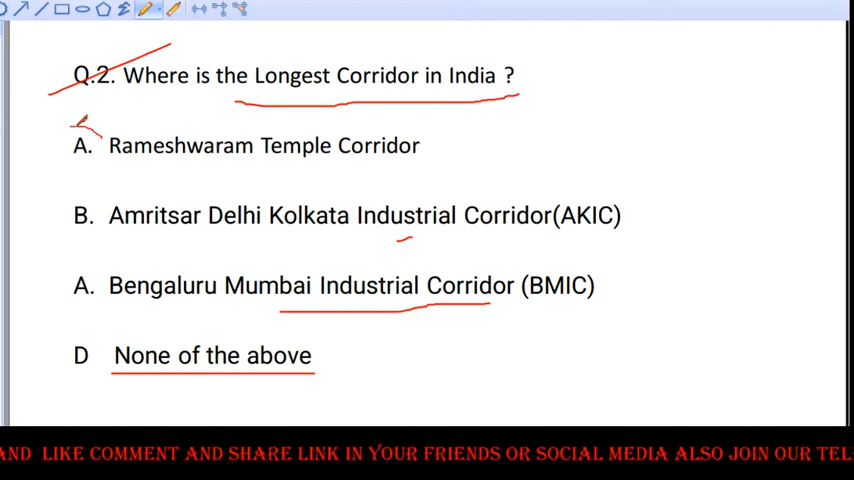 Q.2. Where is the Longest Corridor in India ?
A. Rameshwaram Temple Corridor
B. Amritsar Delhi Kolkata Industrial Corridor(AKIC)
A. Bengaluru Mumbai Industrial Corridor (BMIC)
D None of the above
AND LIKE COMMENT AND SHARE LINK IN YOUR FRIENDS OR SOCIAL MEDIA ALSO JOIN OUR TEL